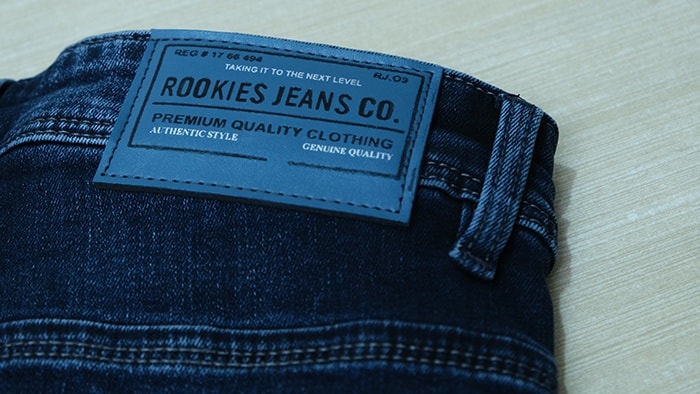 REG # 17 66 494
RJ.09
TAKING IT TO THE NEXT LEVEL
ROOKIES JEANS CO.
PREMIUM QUALITY CLOTHING
AUTHENTIC STYLE
GENUINE QUALITY